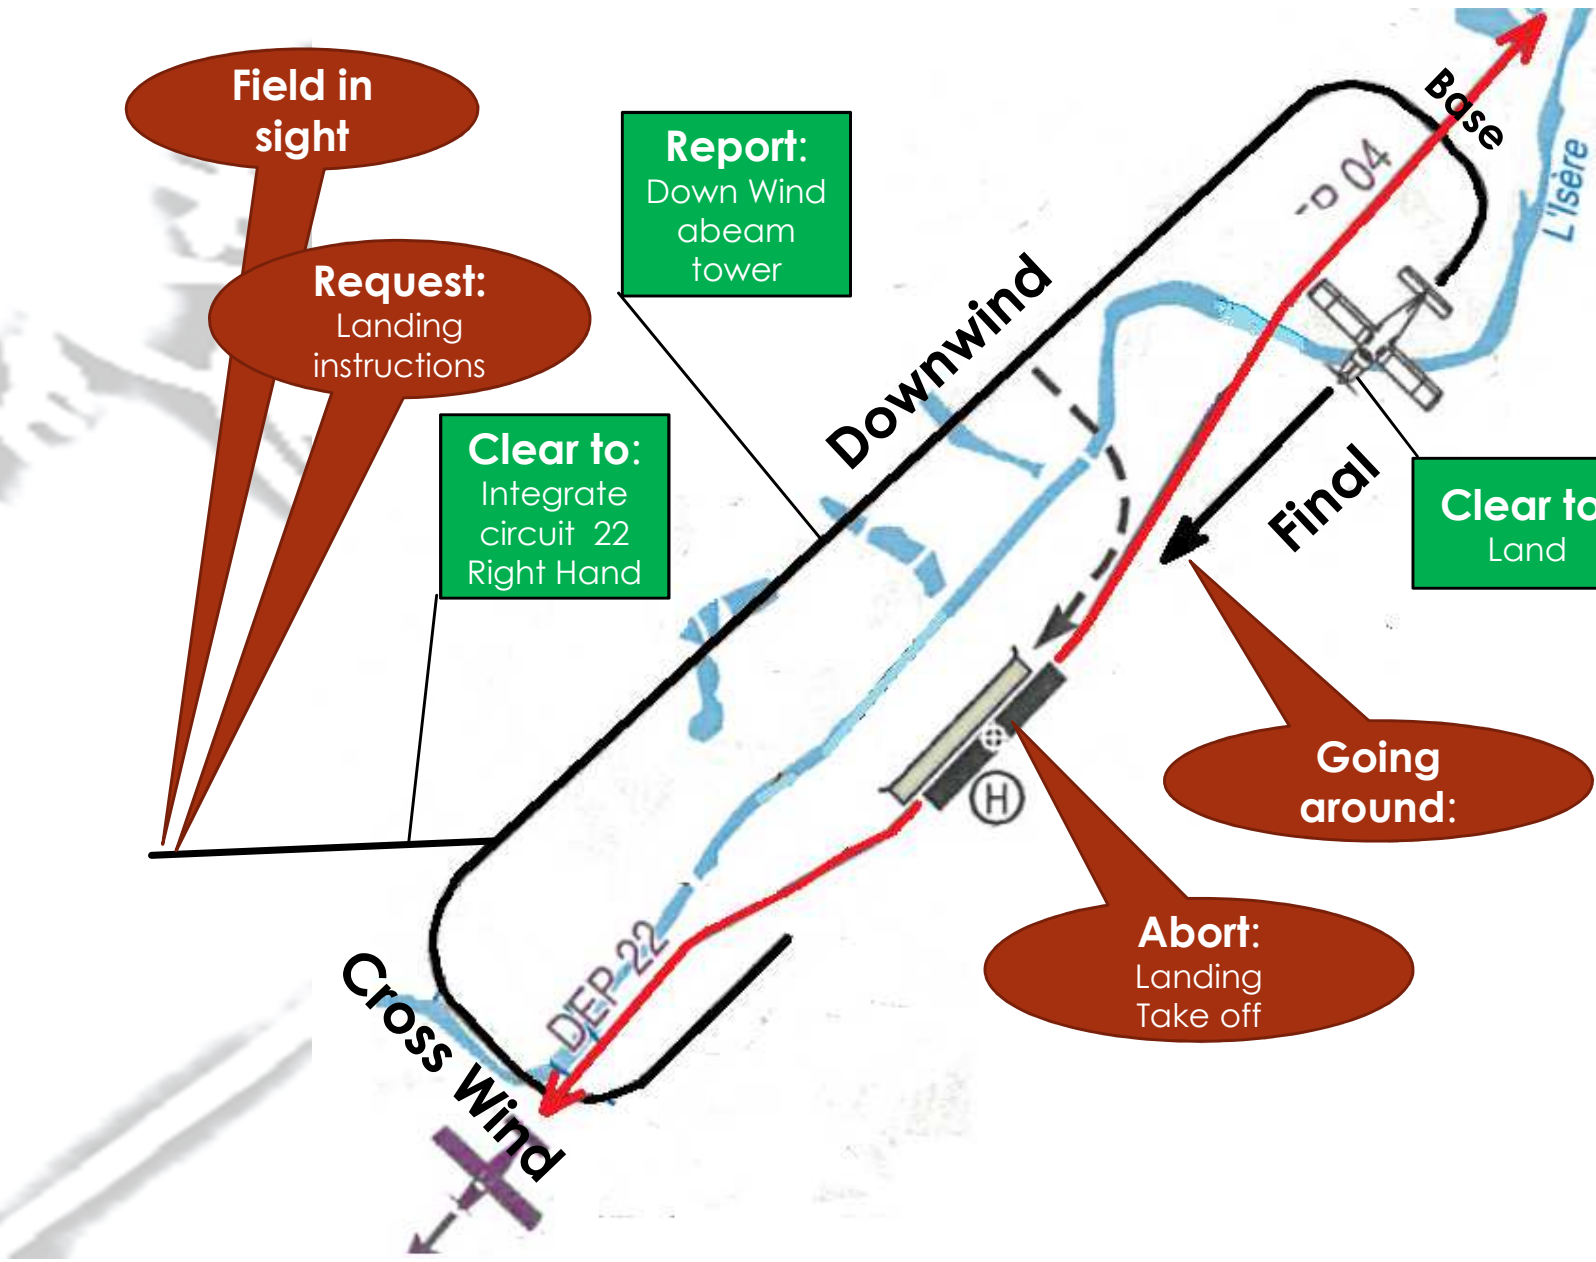 Field in
sight
Request:
Landing
instructions
Report:
Down Wind
abeam
tower
Clear to:
Integrate
circuit 22
Right Hand
Base
04
L'Isère
Downwind
Final
Clear to
Land
Going
around:
H
Abort:
Landing
Take off
DEP 22
Cross Wind